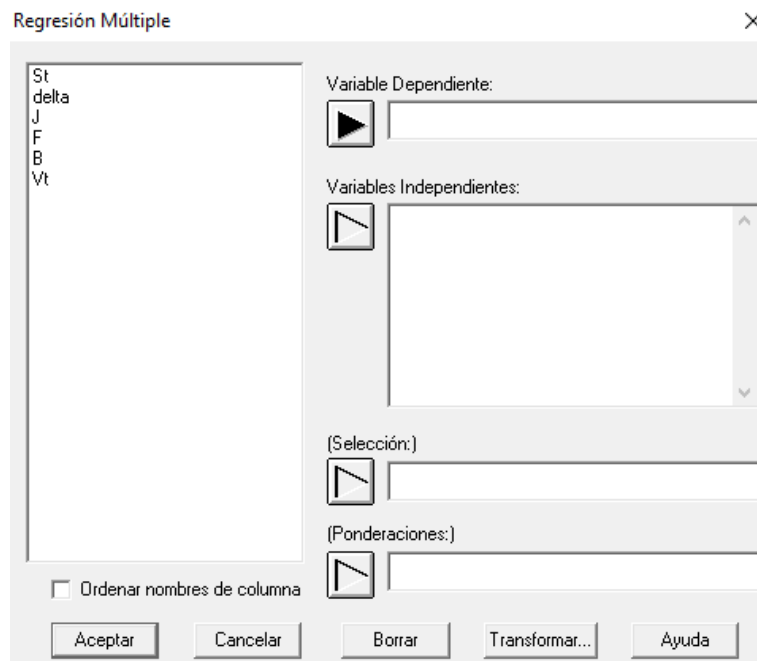 Regresión Múltiple
St
delta
J
F
B
Vt
Ordenar nombres de columna
Variable Dependiente:
Variables Independientes:
(Selección:)
(Ponderaciones:)
Aceptar Cancelar Borrar Transformar... Ayuda